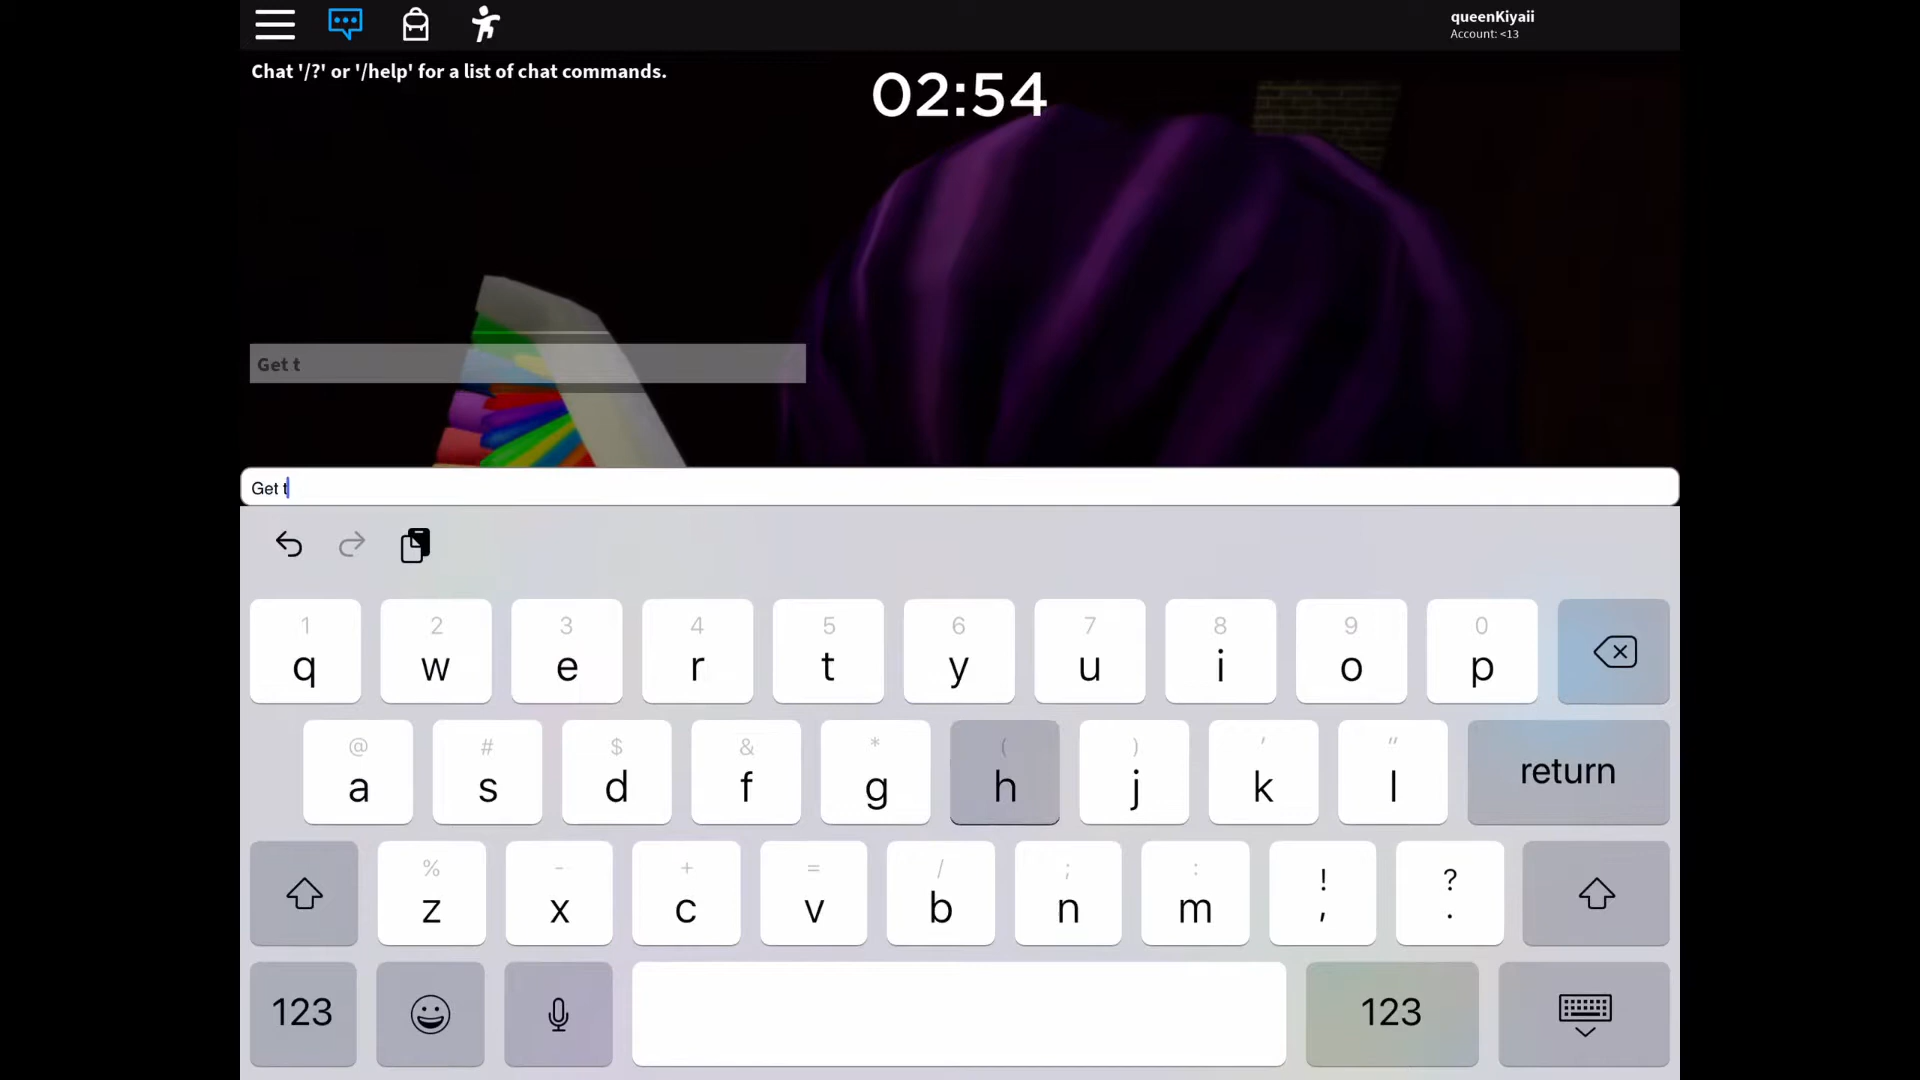 queenKiyaii
Account: <13
Chat '/?' or '/help' for a list of chat commands.
02:54
Get t
Get t
1 2 3 4 5 6 7 8 9 0
q w e r t y u i o p
@ # $ & * ( ) ' "
a s d f g h j k l return
% - + = / ; : ! ?
z x c v b n m , .
123 123